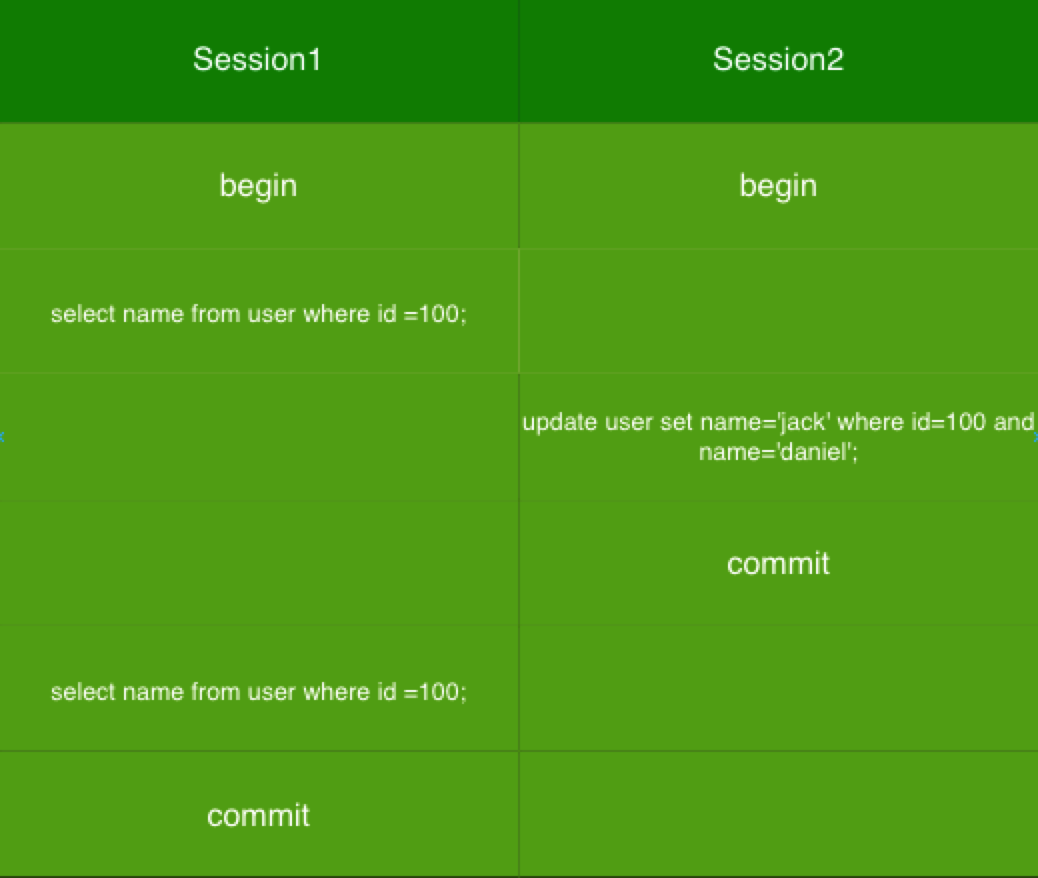 Session1
Session2
begin
begin
select name from user where id =100;
update user set name='jack' where id=100 and
name='daniel';
commit
select name from user where id =100;
commit